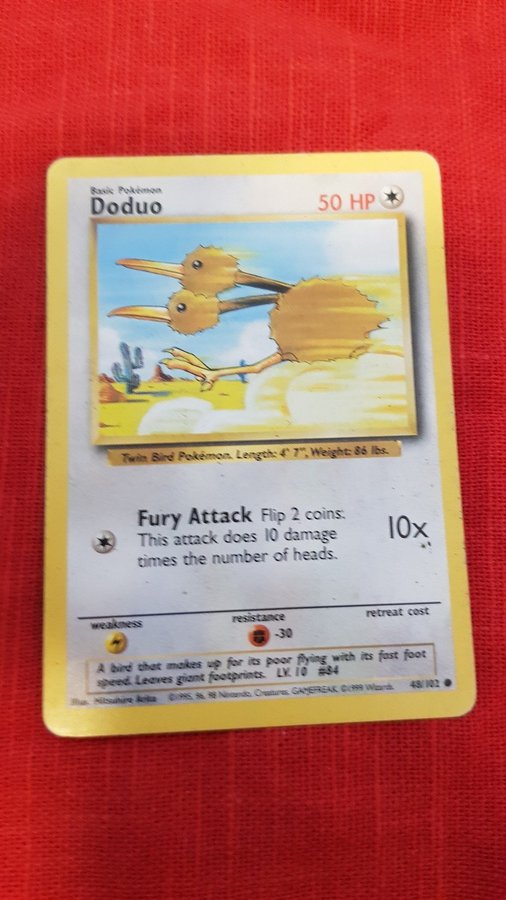 Basic Pokémon
Doduo
50 HP
Twin Bird Pokémon. Length: 4' 7", Weight: 86 lbs.
Fury Attack Flip 2 coins.
This attack does 10 damage
times the number of heads.
10x
weakness
resistance
retreat cost
-30
A bird that makes up for its poor flying with its fast foot
speed. Leaves giant footprints. LV. 10 #84
Illus. Mitsuhiro Arita ©1995, 96, 98 Nintendo, Creatures, GAMEFREAK. ©1999 Wizards. 48/102